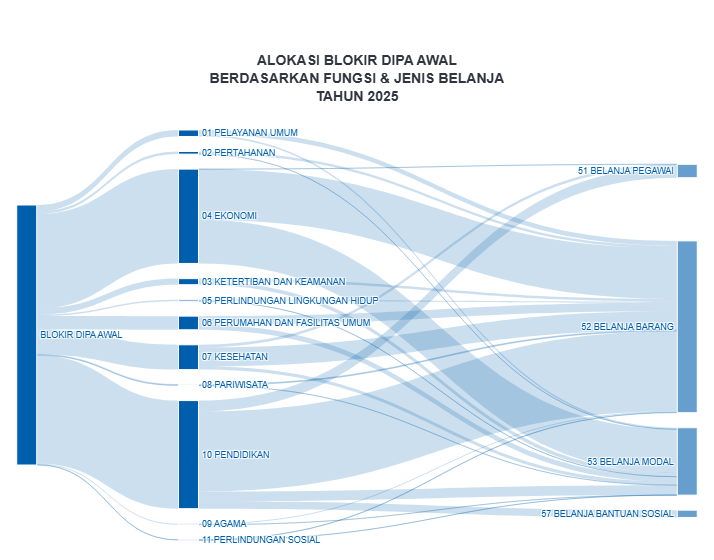 ALOKASI BLOKIR DIPA AWAL
BERDASARKAN FUNGSI & JENIS BELANJA
TAHUN 2025
BLOKIR DIPA AWAL
01 PELAYANAN UMUM
02 PERTAHANAN
04 EKONOMI
03 KETERTIBAN DAN KEAMANAN
05 PERLINDUNGAN LINGKUNGAN HIDUP
06 PERUMAHAN DAN FASILITAS UMUM
07 KESEHATAN
08 PARIWISATA
10 PENDIDIKAN
09 AGAMA
11 PERLINDUNGAN SOSIAL
51 BELANJA PEGAWAI
52 BELANJA BARANG
53 BELANJA MODAL
57 BELANJA BANTUAN SOSIAL